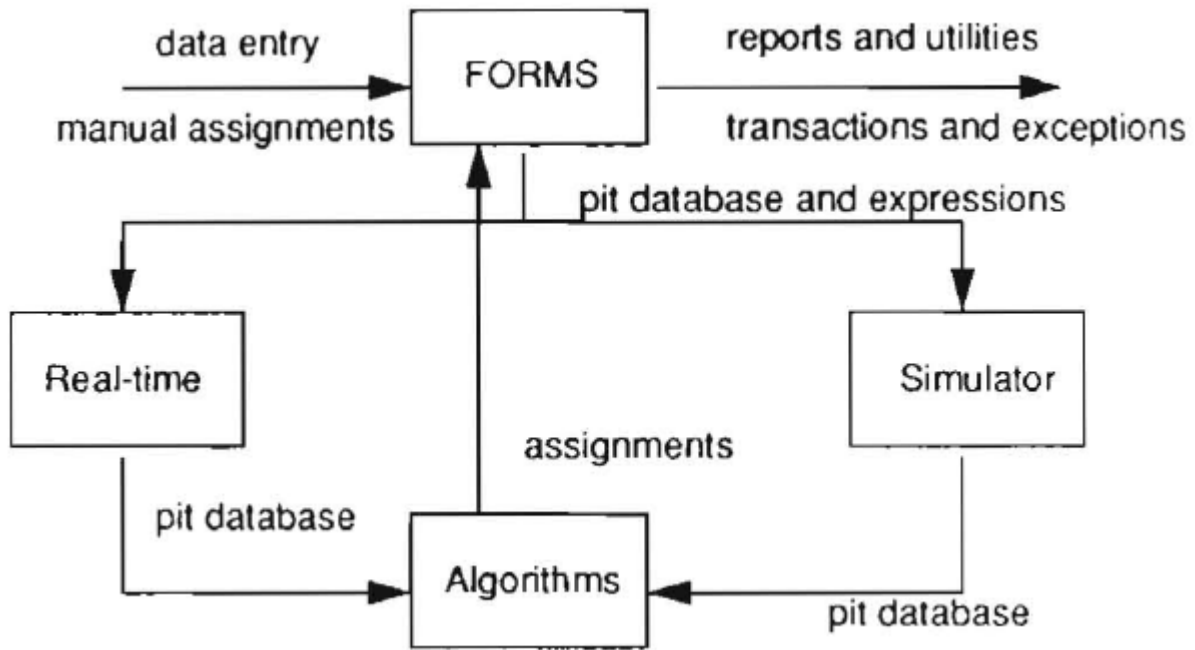 data entry
FORMS
reports and utilities
manual assignments
transactions and exceptions
pit database and expressions
Real-time
Simulator
assignments
pit database
Algorithms
pit database